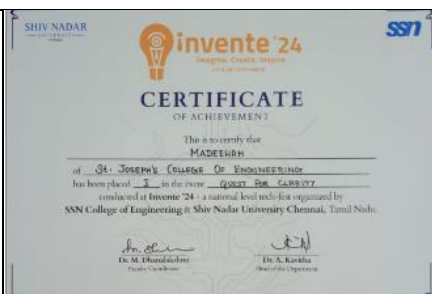 SHIV NADAR
UNIVERSITY
CHENNAI
invente '24
Imagine. Create. Inspire
ssn
CERTIFICATE
OF ACHIEVEMENT
This is to certify that
MADEEHAH
of St. JOSEPH'S COLLEGE OF ENGINEERING
has been placed I in the event QUEST FOR CLARITY
conducted at Invente '24 - a national level tech-fest organized by
SSN College of Engineering & Shiv Nadar University Chennai, Tamil Nadu.
Dr. M. Dhanalakshmi
Faculty Coordinator
Dr. A. Kavitha
Head of the Department